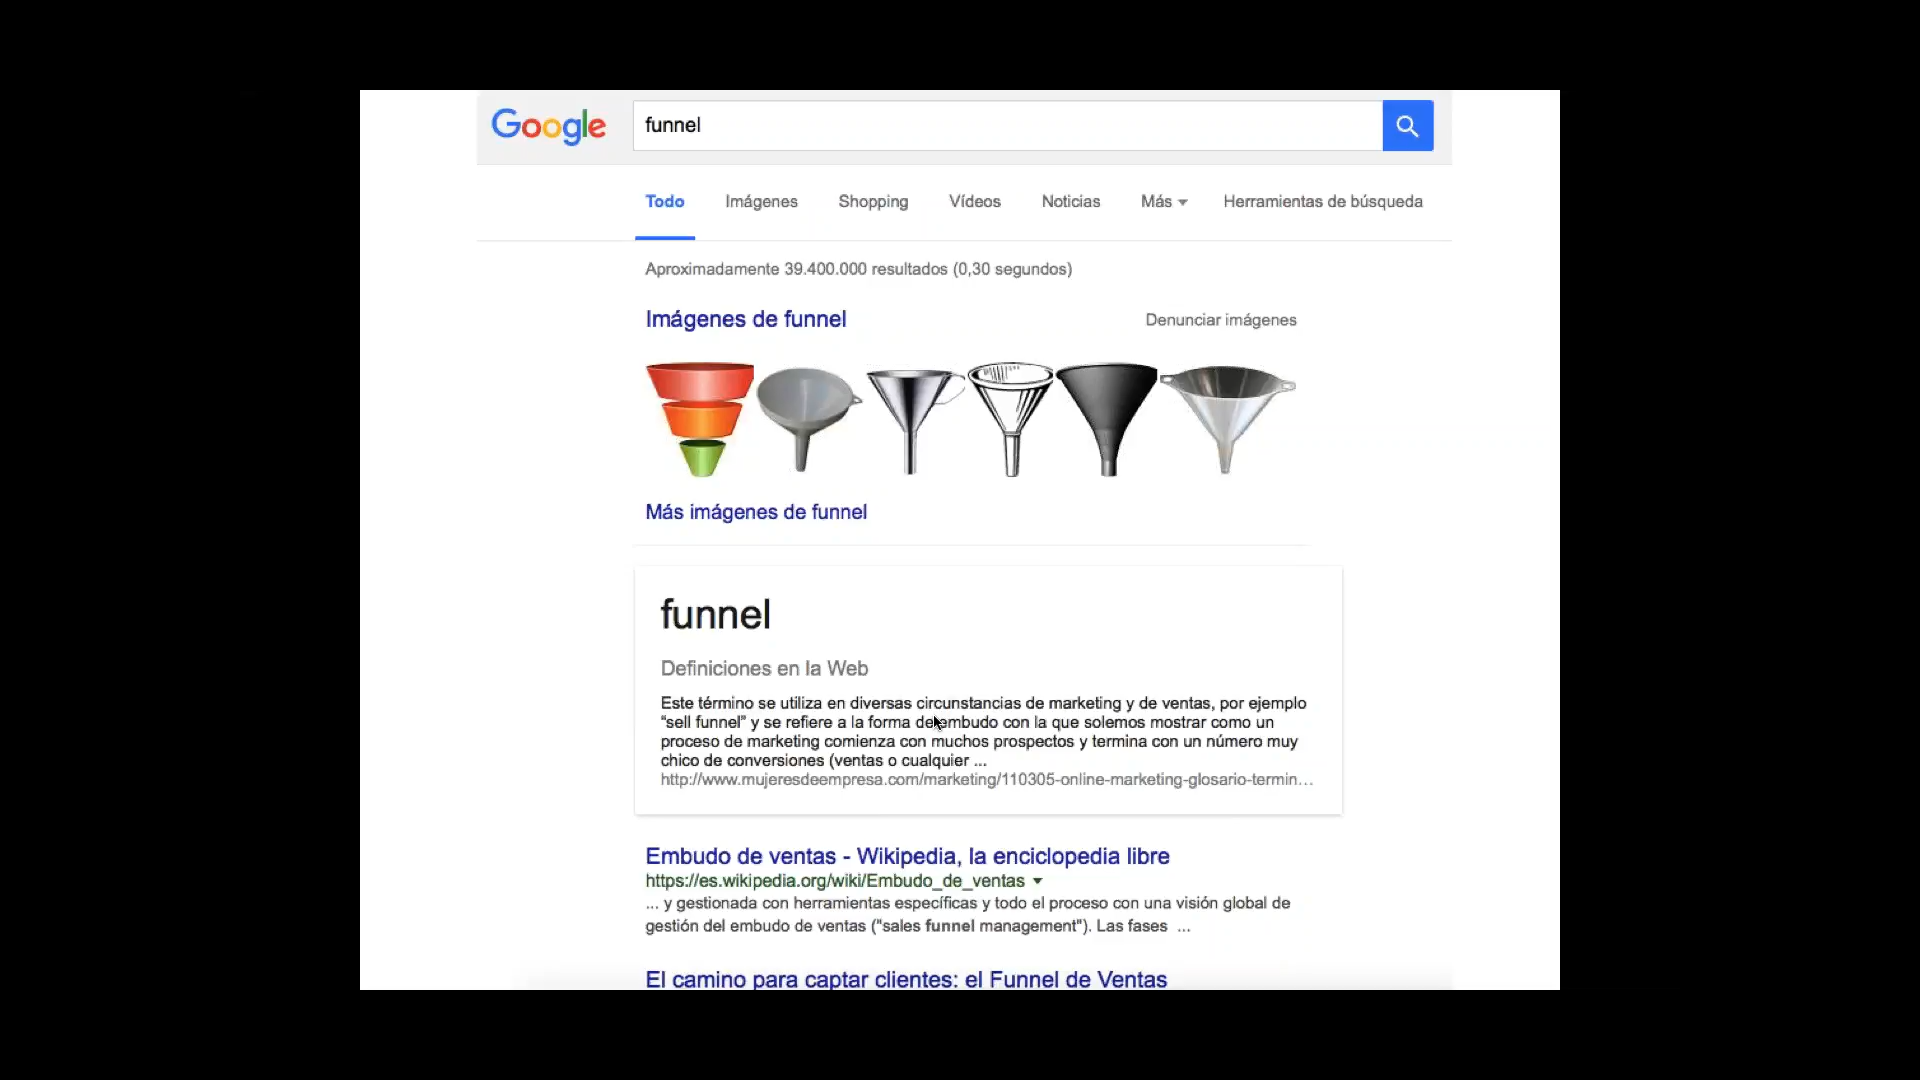 Google funnel
Todo Imágenes Shopping Vídeos Noticias Más Herramientas de búsqueda
Aproximadamente 39.400.000 resultados (0,30 segundos)
Imágenes de funnel Denunciar imágenes
Más imágenes de funnel
funnel
Definiciones en la Web
Este término se utiliza en diversas circunstancias de marketing y de ventas, por ejemplo
“sell funnel” y se refiere a la forma de embudo con la que solemos mostrar como un
proceso de marketing comienza con muchos prospectos y termina con un número muy
chico de conversiones (ventas o cualquier ...
http://www.mujeresdeempresa.com/marketing/110305-online-marketing-glosario-termin...
Embudo de ventas - Wikipedia, la enciclopedia libre
https://es.wikipedia.org/wiki/Embudo_de_ventas
... y gestionada con herramientas específicas y todo el proceso con una visión global de
gestión del embudo de ventas ("sales funnel management"). Las fases ...
El camino para captar clientes: el Funnel de Ventas